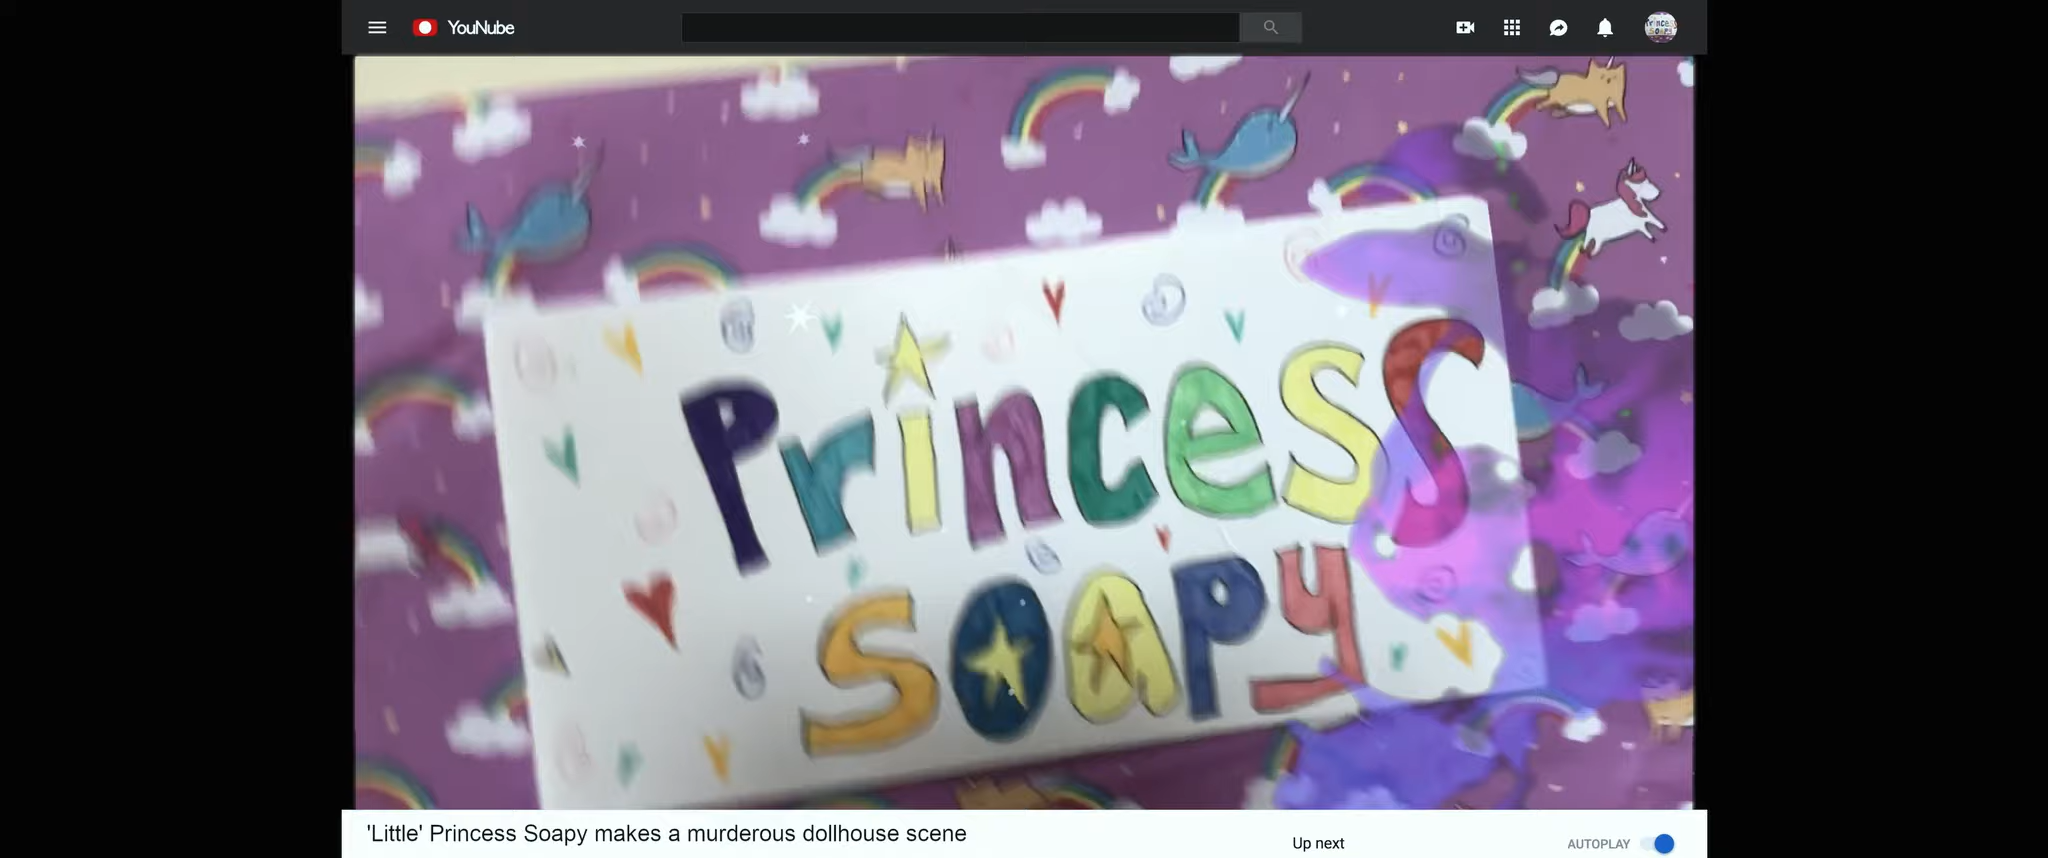 YouNube
Princess
Soapy
'Little' Princess Soapy makes a murderous dollhouse scene
Up next
AUTOPLAY